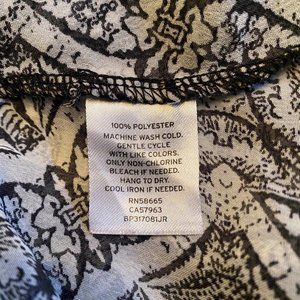 100% POLYESTER
MACHINE WASH COLD.
GENTLE CYCLE
WITH LIKE COLORS.
ONLY NON-CHLORINE
BLEACH IF NEEDED.
HANG TO DRY.
COOL IRON IF NEEDED.
RN58665
CA57963
BP317081JR